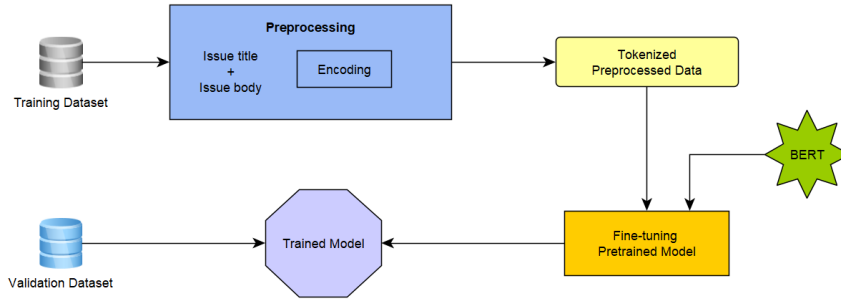 Preprocessing
Issue title
+
Issue body
Encoding
Tokenized
Preprocessed Data
Training Dataset
BERT
Trained Model
Fine-tuning
Pretrained Model
Validation Dataset